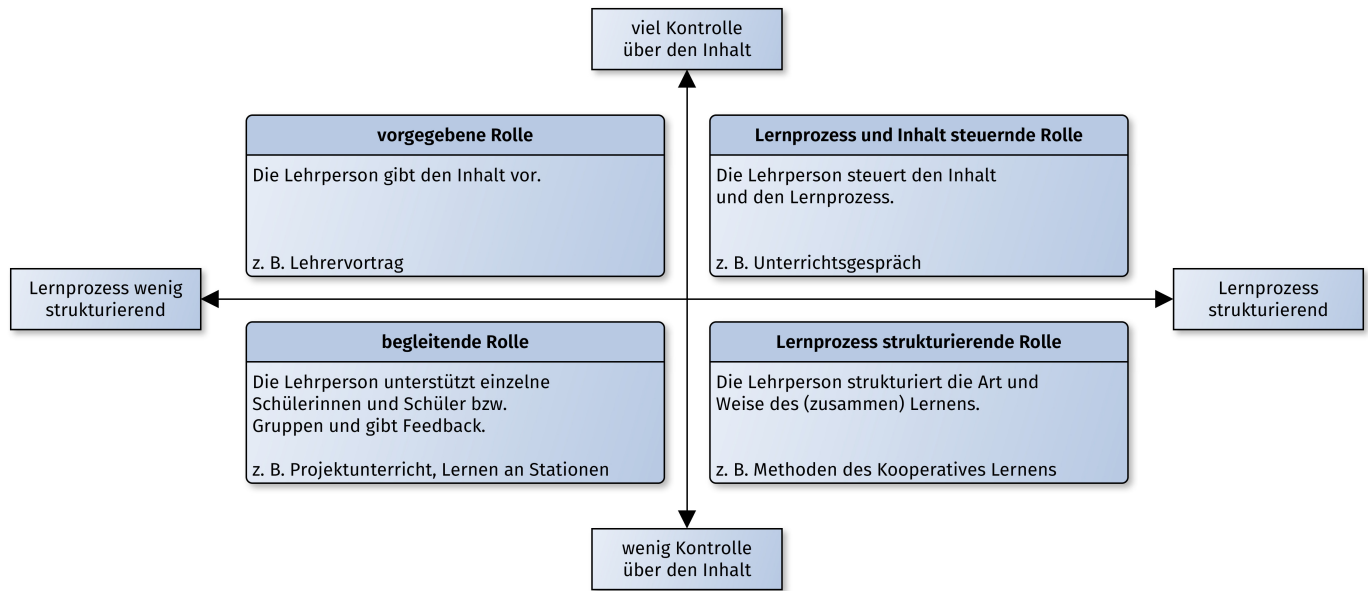 viel Kontrolle
über den Inhalt
vorgegebene Rolle
Die Lehrperson gibt den Inhalt vor.
z. B. Lehrervortrag
Lernprozess und Inhalt steuernde Rolle
Die Lehrperson steuert den Inhalt
und den Lernprozess.
z. B. Unterrichtsgespräch
Lernprozess wenig
strukturierend
Lernprozess
strukturierend
begleitende Rolle
Die Lehrperson unterstützt einzelne
Schülerinnen und Schüler bzw.
Gruppen und gibt Feedback.
z. B. Projektunterricht, Lernen an Stationen
Lernprozess strukturierende Rolle
Die Lehrperson strukturiert die Art und
Weise des (zusammen) Lernens.
z. B. Methoden des Kooperatives Lernens
wenig Kontrolle
über den Inhalt